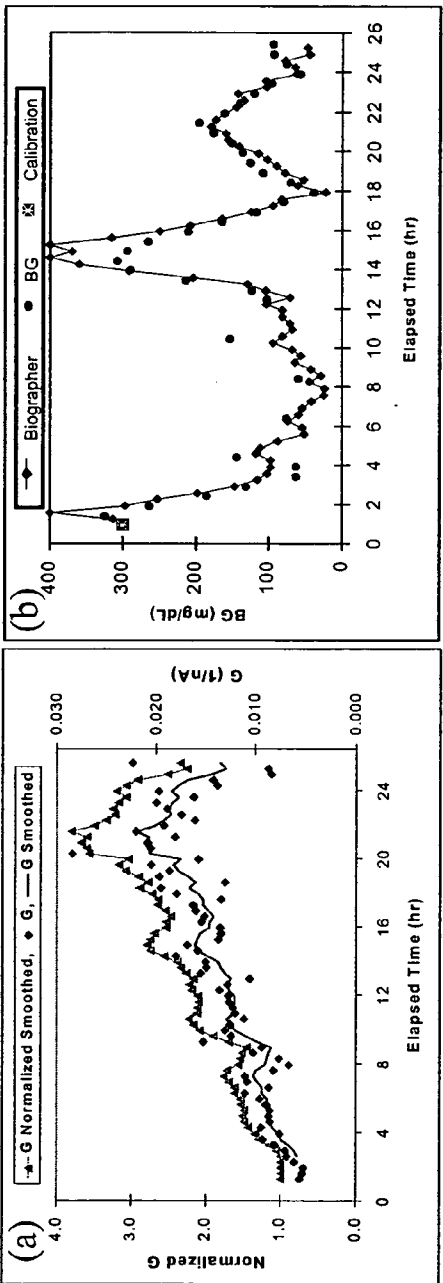 (a)
G Normalized Smoothed, G, G Smoothed
4.0
3.0
2.0
1.0
0.030
0.020
0.010
0.000
0 4 8 12 16 20 24
Normalized G
G (1/nA)
Elapsed Time (hr)
(b)
Biographer BG Calibration
400
300
200
100
0
0 2 4 6 8 10 12 14 16 18 20 22 24 26
BG (mg/dL)
Elapsed Time (hr)